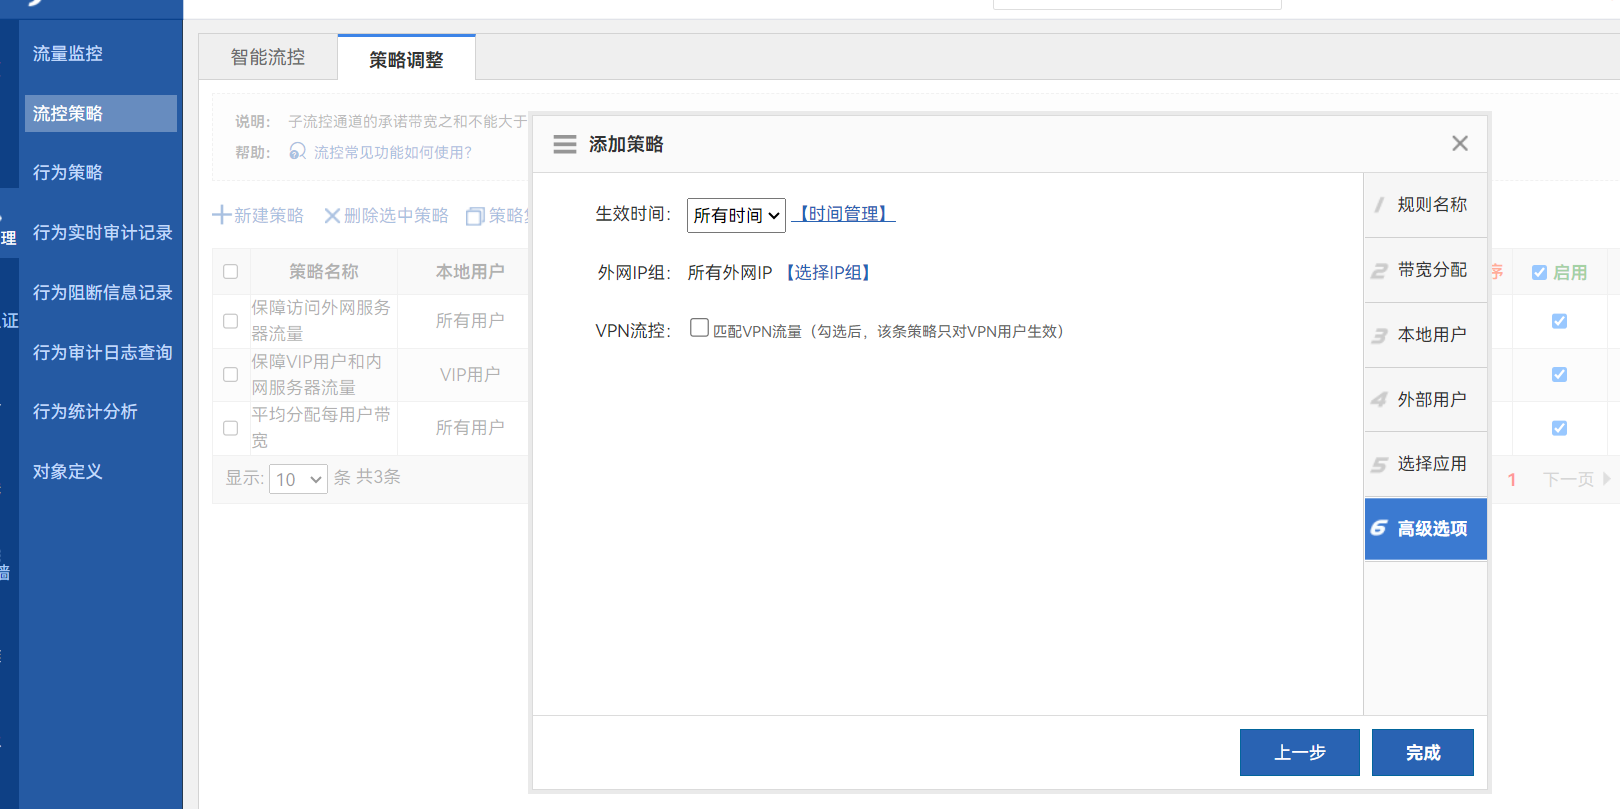 理
证
墙
流量监控
流控策略
行为策略
行为实时审计记录
行为阻断信息记录
行为审计日志查询
行为统计分析
对象定义
智能流控
策略调整
说明： 子流控通道的承诺带宽之和不能大于
帮助： 流控常见功能如何使用？
新建策略 删除选中策略 策略
策略名称 本地用户 序 启用
保障访问外网服务
器流量
所有用户
保障VIP用户和内
网服务器流量
VIP用户
平均分配每用户带
宽
所有用户
显示: 10 条 共3条
1 下一页
添加策略
生效时间： 所有时间 【时间管理】
外网IP组： 所有外网IP 【选择IP组】
VPN流控： 匹配VPN流量（勾选后，该条策略只对VPN用户生效）
1 规则名称
2 带宽分配
3 本地用户
4 外部用户
5 选择应用
6 高级选项
上一步 完成